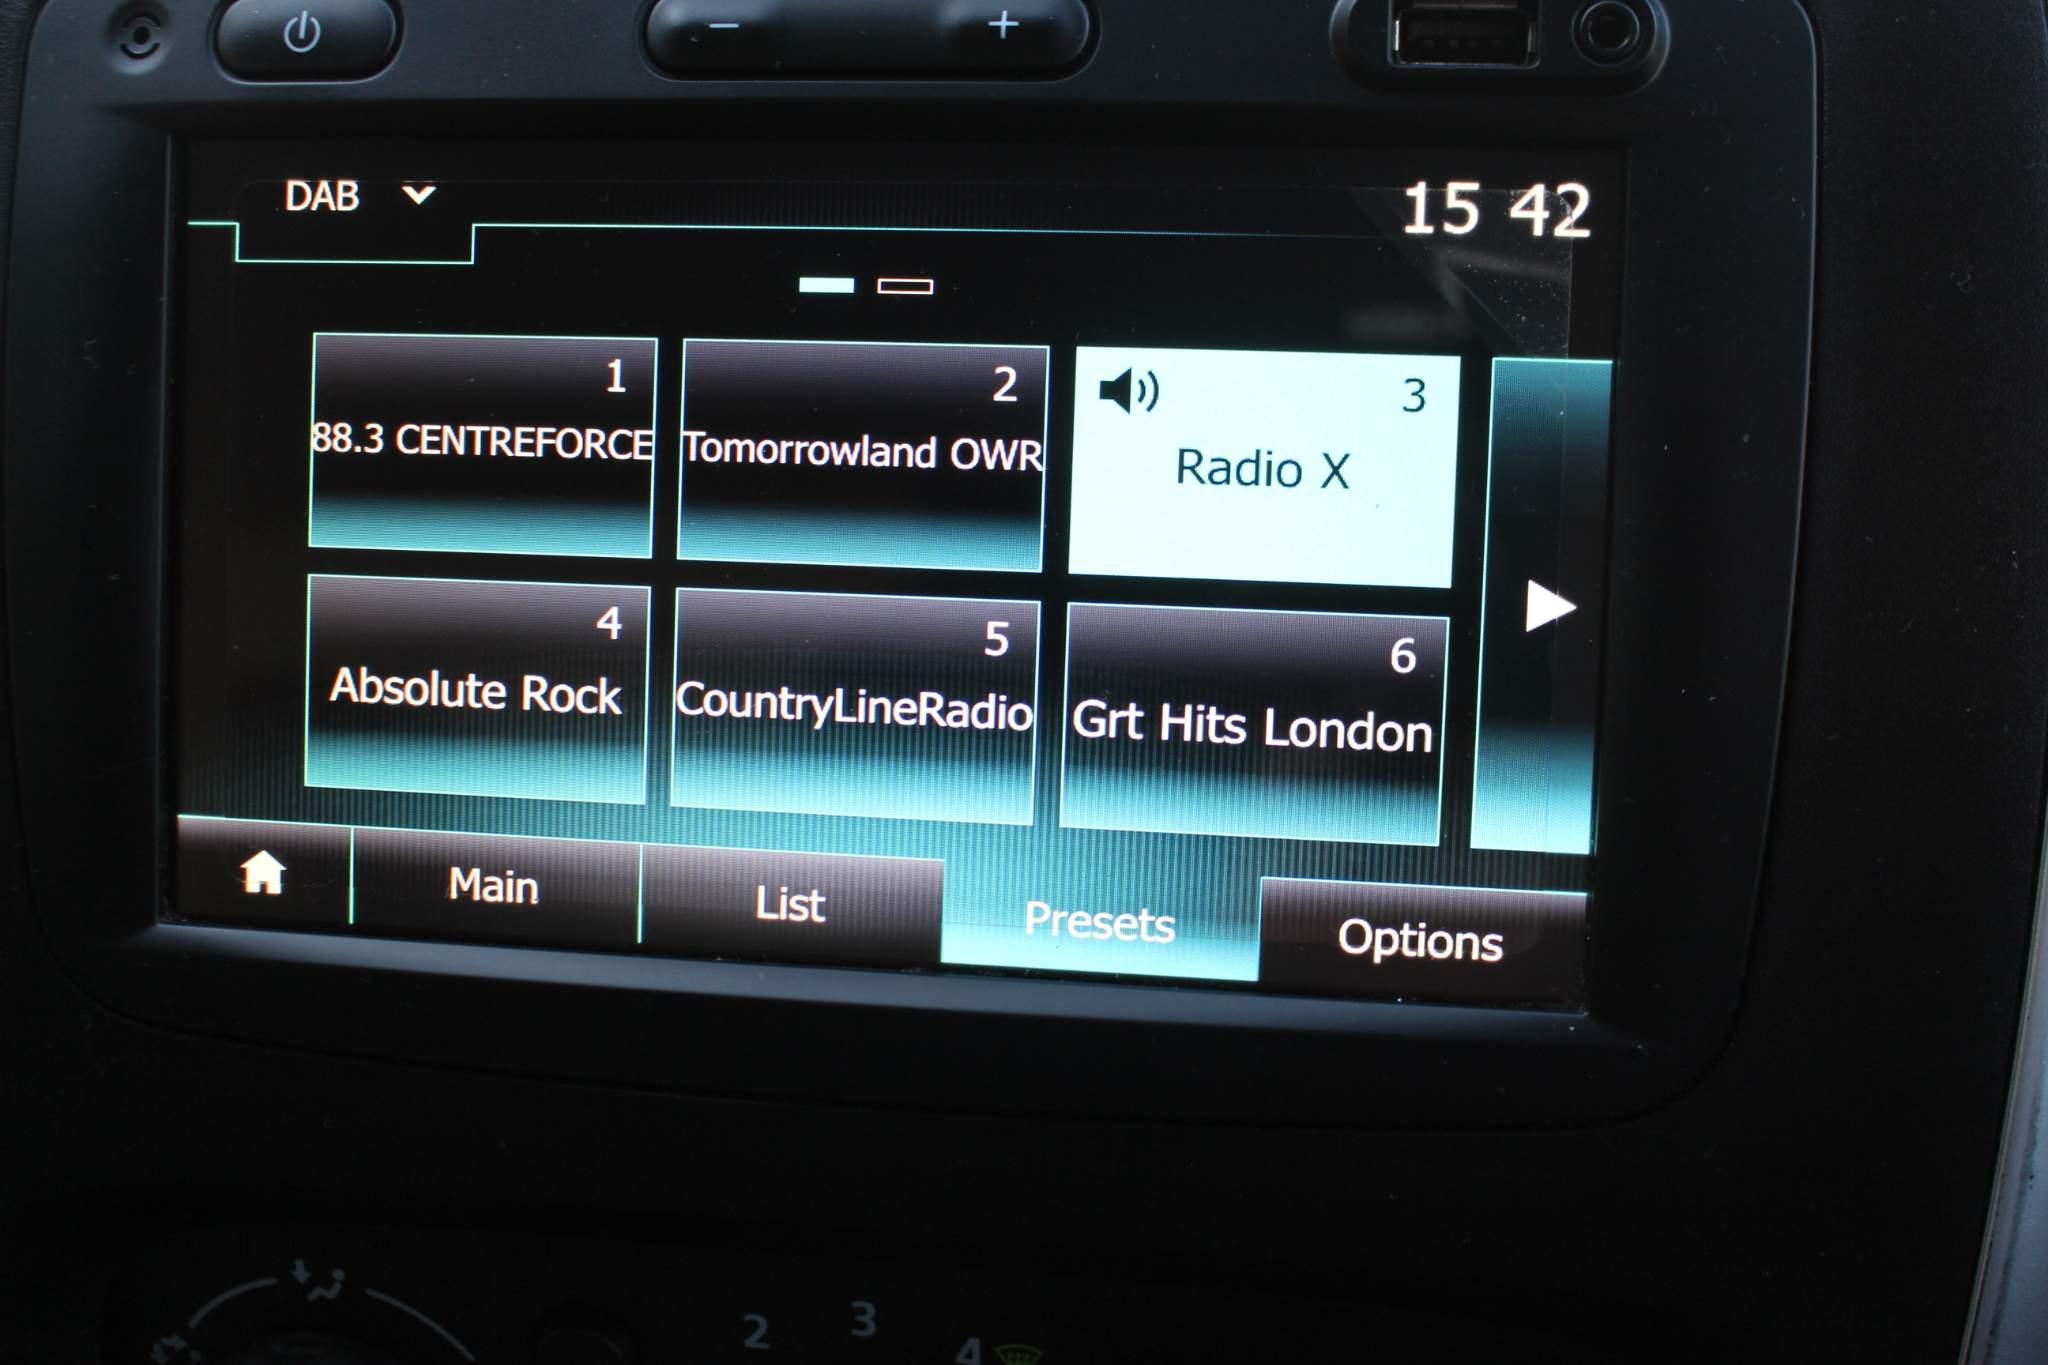 DAB
15 42
1
88.3 CENTREFORCE
2
Tomorrowland OWR
3
Radio X
4
Absolute Rock
5
CountryLineRadio
6
Grt Hits London
Main
List
Presets
Options
2
3
4